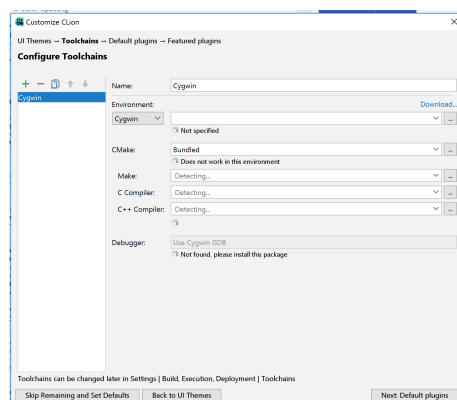 Customize CLion
UI Themes → Toolchains → Default plugins → Featured plugins
Configure Toolchains
Cygwin
Name: Cygwin
Environment: Download...
Cygwin
Not specified
CMake: Bundled
Does not work in this environment
Make: Detecting...
C Compiler: Detecting...
C++ Compiler: Detecting...
Debugger: Use Cygwin GDB
Not found, please install this package
Toolchains can be changed later in Settings | Build, Execution, Deployment | Toolchains
Skip Remaining and Set Defaults Back to UI Themes Next: Default plugins